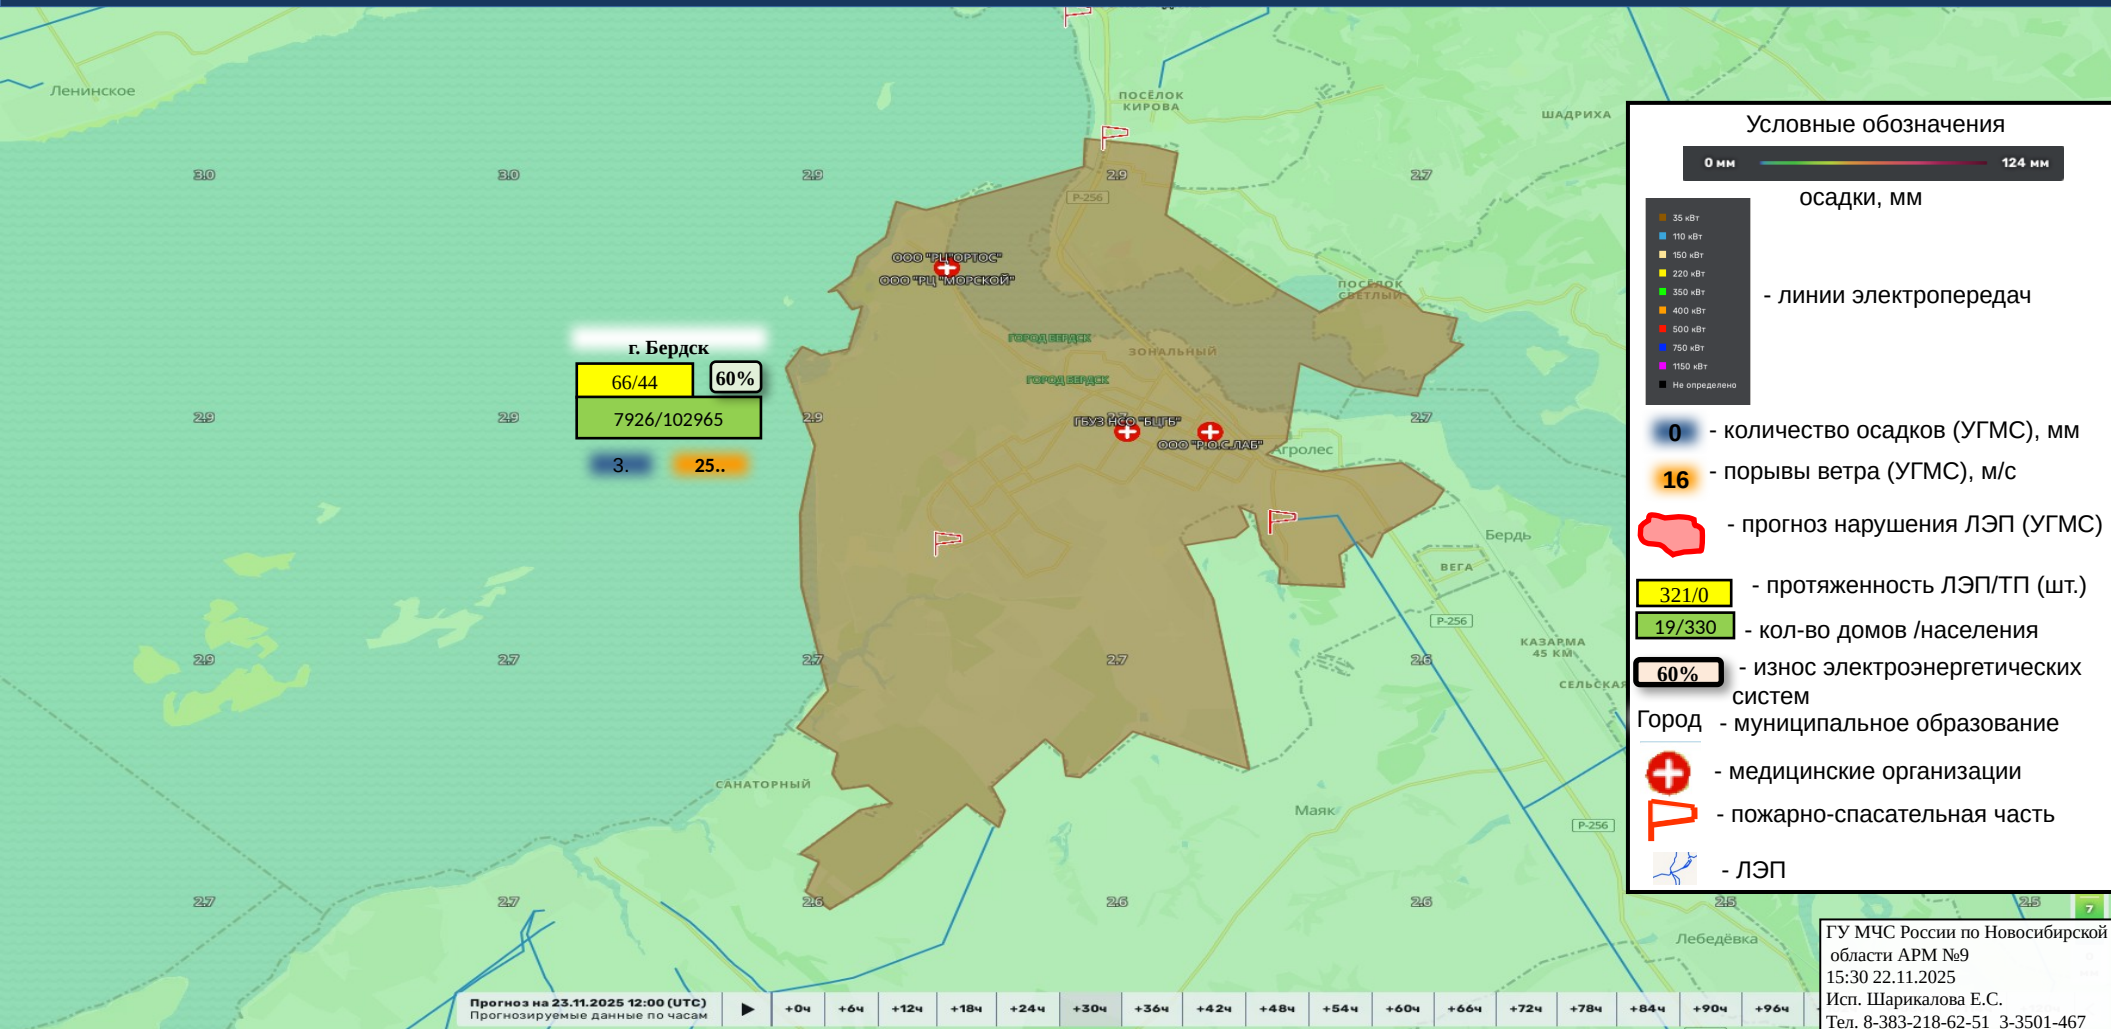 Ленинское
ПОСЁЛОК
КИРОВА
ШАДРИХА
3.0
3.0
2.9
2.9
2.7
Р-256
ООО "РЦ"ОРТОС"
ООО "РЦ "МОРСКОЙ"
ПОСЁЛОК
СВЕТЛЫЙ
ГОРОД БЕРДСК
ЗОНАЛЬНЫЙ
ГОРОД БЕРДСК
г. Бердск
66/44
60%
7926/102965
3.
25..
2.9
2.9
2.9
2.7
2.7
ГБУЗ НСО "БЦГБ"
ООО "Р.О.С.ЛАБ"
Агролес
Бердь
ВЕГА
Р-256
КАЗАРМА
45 КМ
2.9
2.7
2.7
2.7
2.6
СЕЛЬСКАЯ
САНАТОРНЫЙ
Маяк
Р-256
2.7
2.7
2.6
2.6
2.6
2.5
2.5
7
Лебедёвка
Условные обозначения
0 мм
124 мм
осадки, мм
35 кВт
110 кВт
150 кВт
220 кВт
350 кВт
400 кВт
500 кВт
750 кВт
1150 кВт
Не определено
- линии электропередач
0 - количество осадков (УГМС), мм
16 - порывы ветра (УГМС), м/с
- прогноз нарушения ЛЭП (УГМС)
321/0 - протяженность ЛЭП/ТП (шт.)
19/330 - кол-во домов /населения
60% - износ электроэнергетических
систем
Город - муниципальное образование
- медицинские организации
- пожарно-спасательная часть
- ЛЭП
ГУ МЧС России по Новосибирской
области АРМ №9
15:30 22.11.2025
Исп. Шарикалова Е.С.
Тел. 8-383-218-62-51 3-3501-467
Прогноз на 23.11.2025 12:00 (UTC)
Прогнозируемые данные по часам
+0ч +6ч +12ч +18ч +24ч +30ч +36ч +42ч +48ч +54ч +60ч +66ч +72ч +78ч +84ч +90ч +96ч